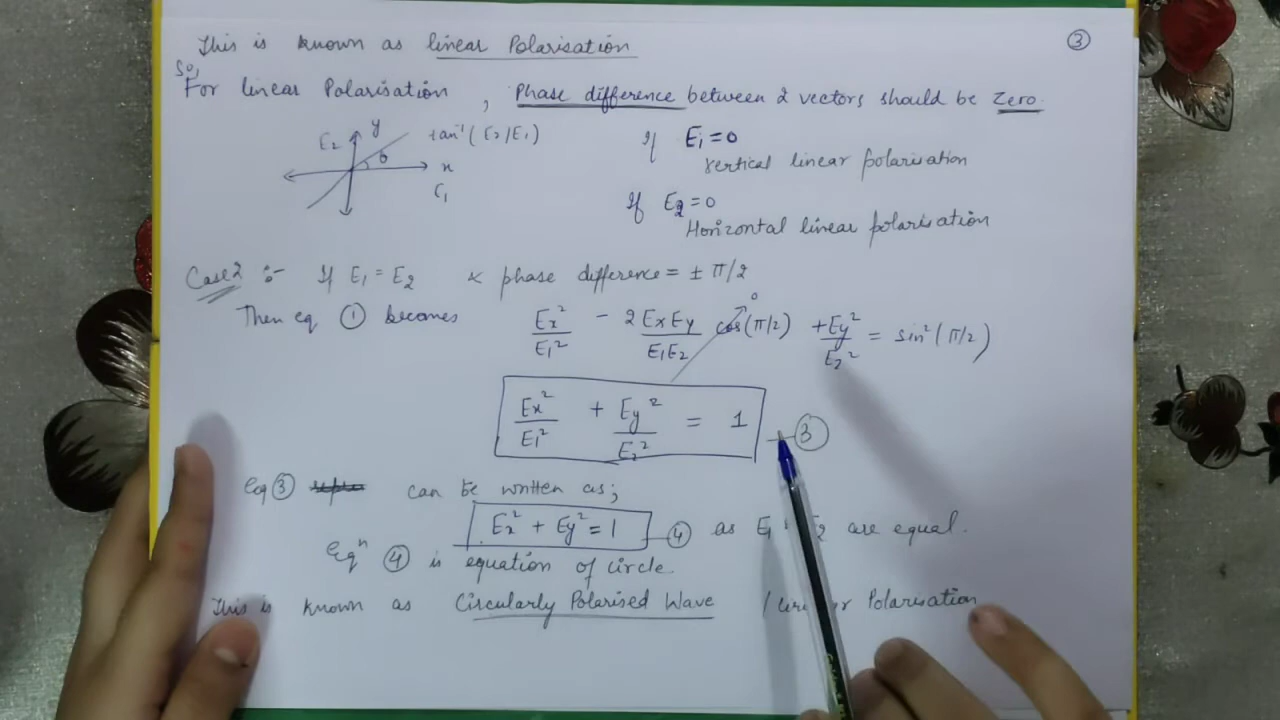 ③
This is known as linear Polarisation
So,
For linear Polarisation , Phase difference between 2 vectors should be Zero.
E₂ y tan⁻¹(E₂/E₁)
θ x
If E₁=0
vertical linear polarisation
If E₂=0
Horizontal linear polarisation
Case 2 :- If E₁ = E₂ & phase difference = ± π/2
Then eq ① becomes Ex²/E₁² - 2ExEy/E₁E₂ cos(π/2) + Ey²/E₂² = sin²(π/2)
0
Ex²/E₁² + Ey²/E₂² = 1 — ③
Eq ③ can be written as;
Ex² + Ey² = 1 — ④ as E₁ E₂ are equal.
Eqⁿ ④ is equation of circle.
This is known as Circularly Polarised Wave / Polarisation